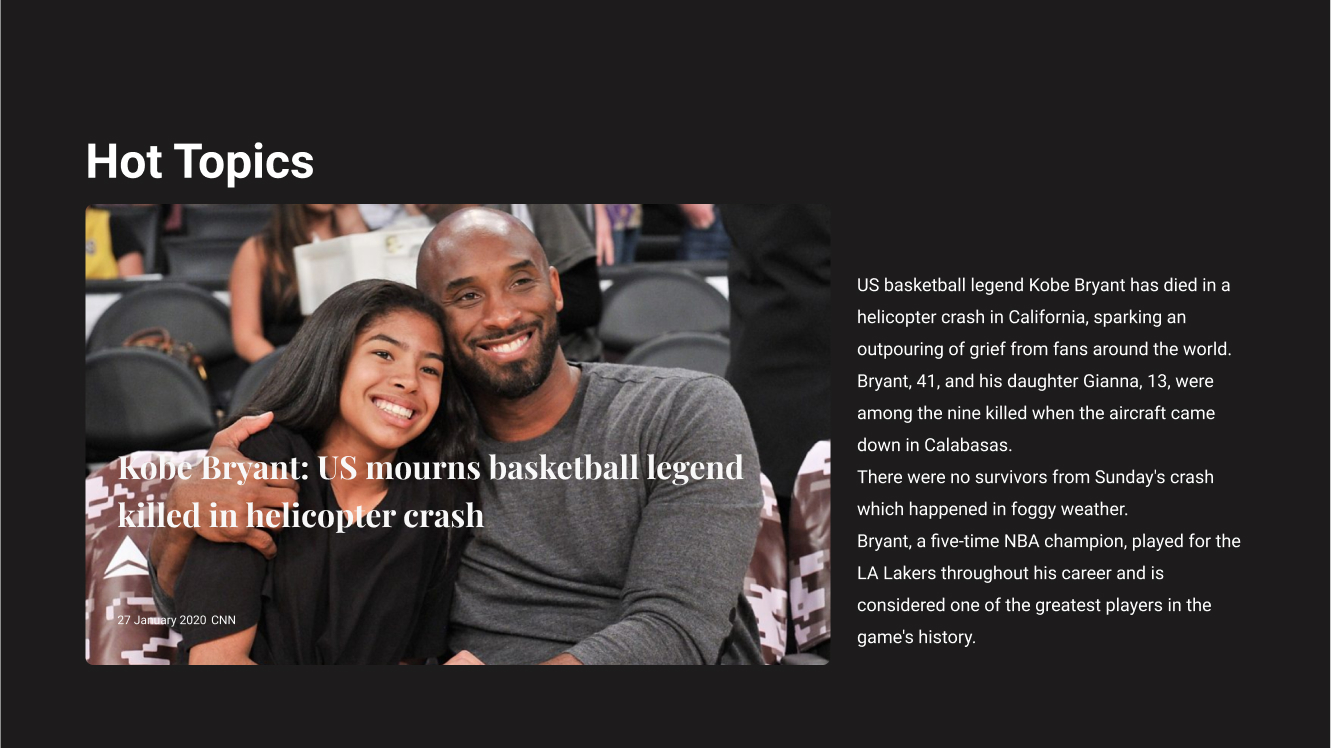 Hot Topics
Kobe Bryant: US mourns basketball legend
killed in helicopter crash
27 January 2020 CNN
US basketball legend Kobe Bryant has died in a
helicopter crash in California, sparking an
outpouring of grief from fans around the world.
Bryant, 41, and his daughter Gianna, 13, were
among the nine killed when the aircraft came
down in Calabasas.
There were no survivors from Sunday's crash
which happened in foggy weather.
Bryant, a five-time NBA champion, played for the
LA Lakers throughout his career and is
considered one of the greatest players in the
game's history.